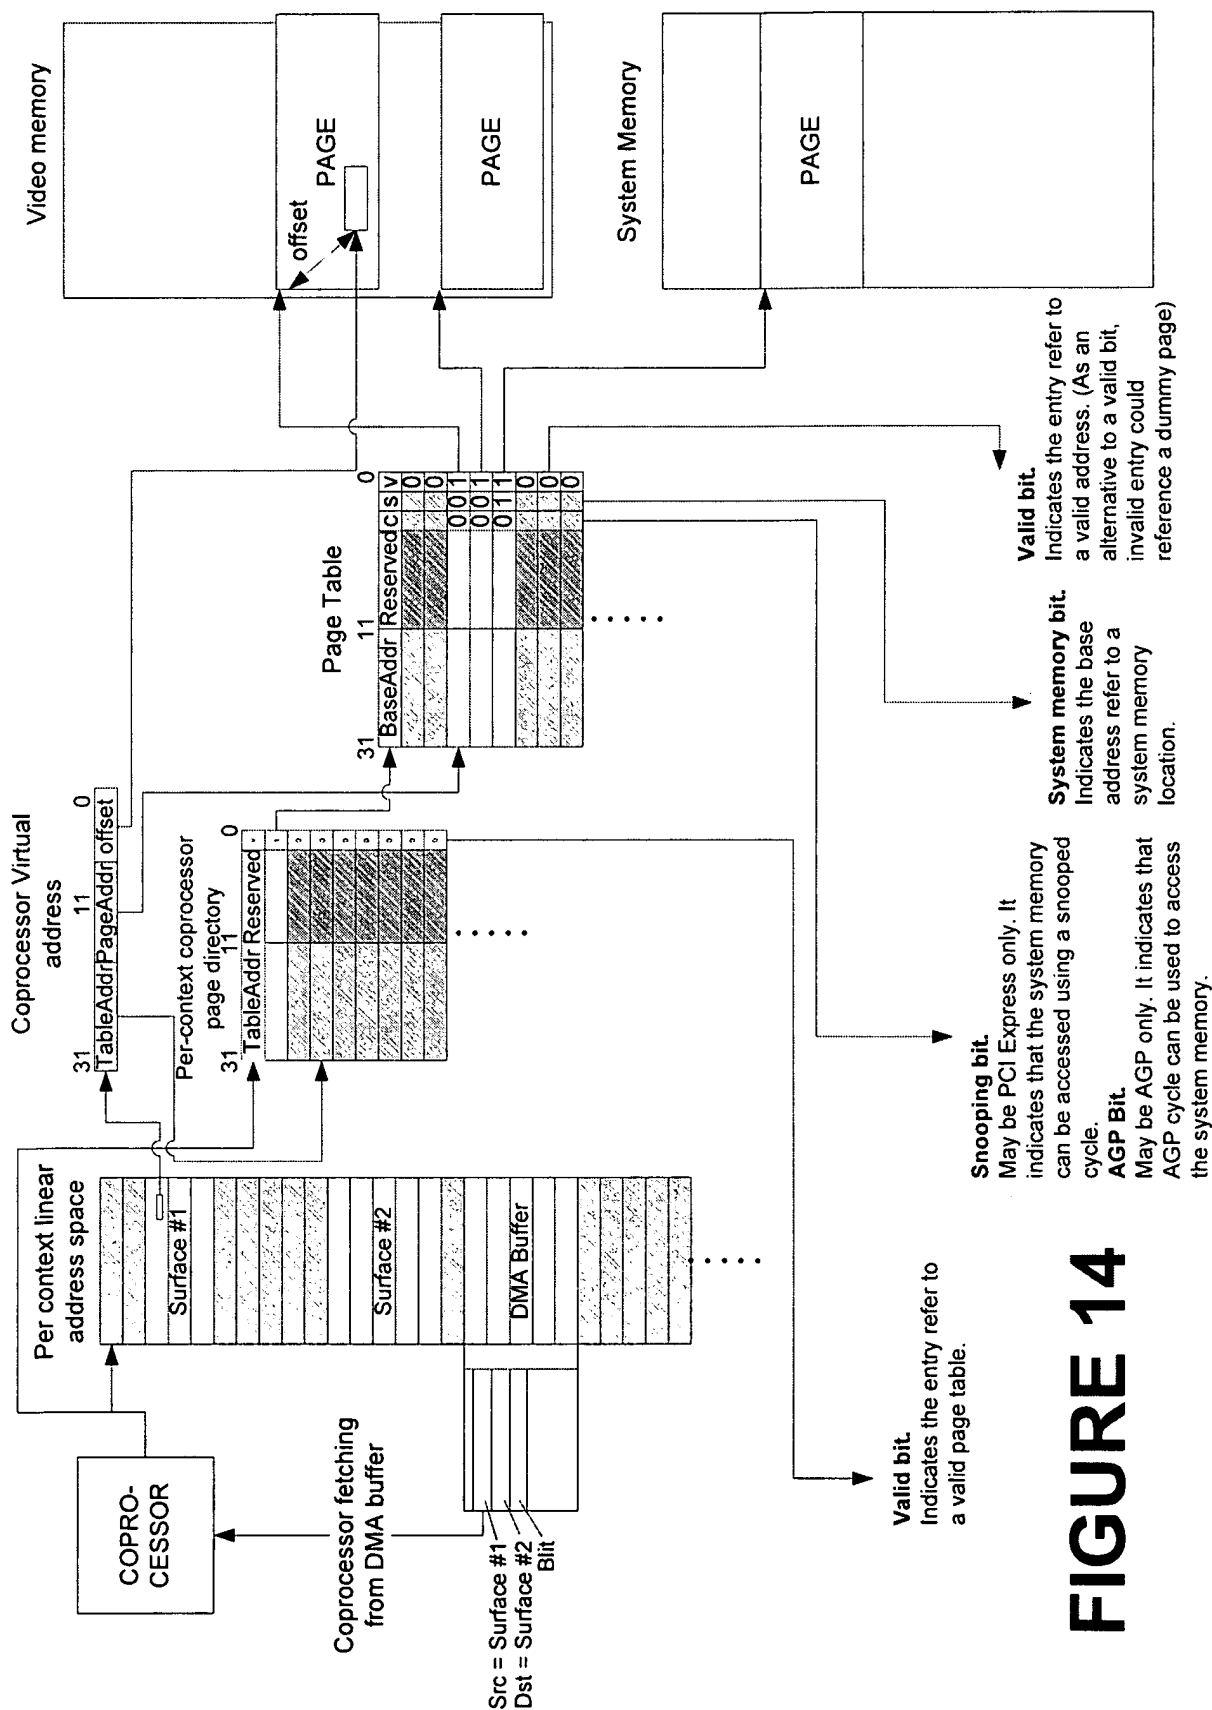 Video memory
PAGE
offset
PAGE
System Memory
PAGE
Coprocessor Virtual
address
31
11
0
TableAddr
PageAddr
offset
Per-context coprocessor
page directory
31
11
0
TableAddr
Reserved
v
1
Page Table
31
11
0
BaseAddr
Reserved
c
s
v
0
0
0 0 1
0 0 1
0 1 1
0
0
0
Per context linear
address space
Surface #1
Surface #2
DMA Buffer
COPRO-
CESSOR
Coprocessor fetching
from DMA buffer
Src = Surface #1
Dst = Surface #2
Blit
Valid bit.
Indicates the entry refer to
a valid page table.
Snooping bit.
May be PCI Express only. It
indicates that the system memory
can be accessed using a snooped
cycle.
AGP Bit.
May be AGP only. It indicates that
AGP cycle can be used to access
the system memory.
System memory bit.
Indicates the base
address refer to a
system memory
location.
Valid bit.
Indicates the entry refer to
a valid address. (As an
alternative to a valid bit,
invalid entry could
reference a dummy page)
FIGURE 14